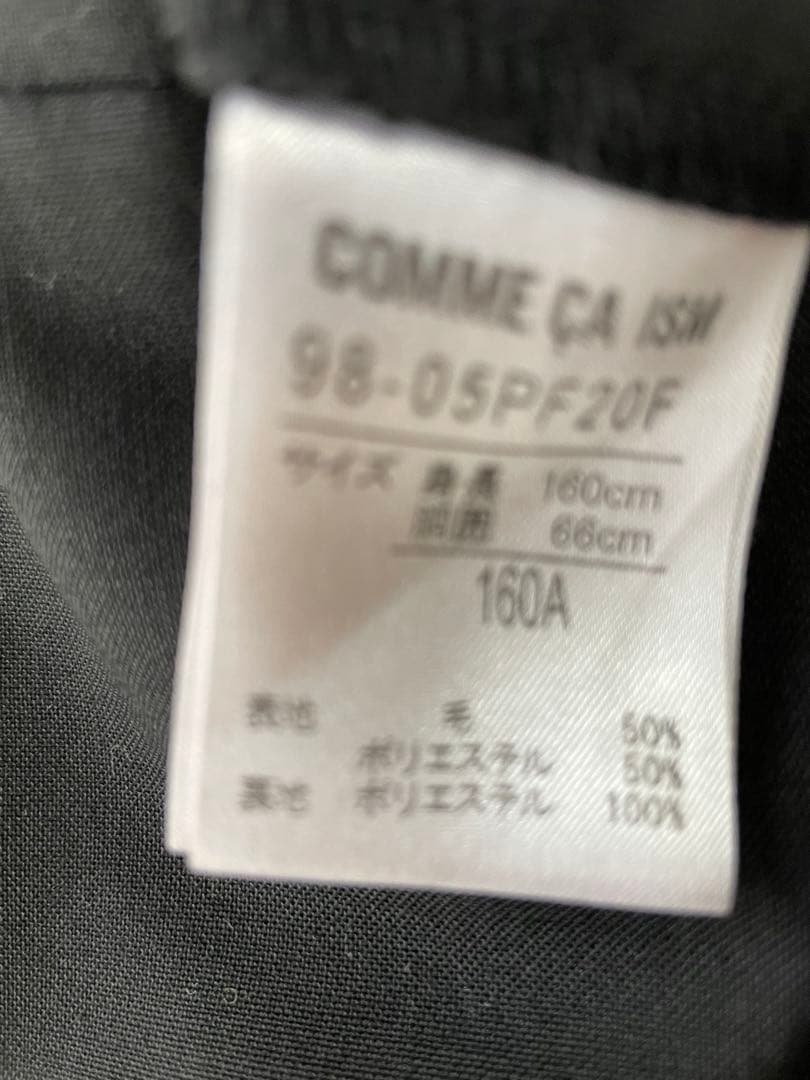 COMME ÇA ISM
98-05PF20F
サイズ 身長 160cm
胴囲 66cm
160A
表地 毛 50%
ポリエステル 50%
裏地 ポリエステル 100%